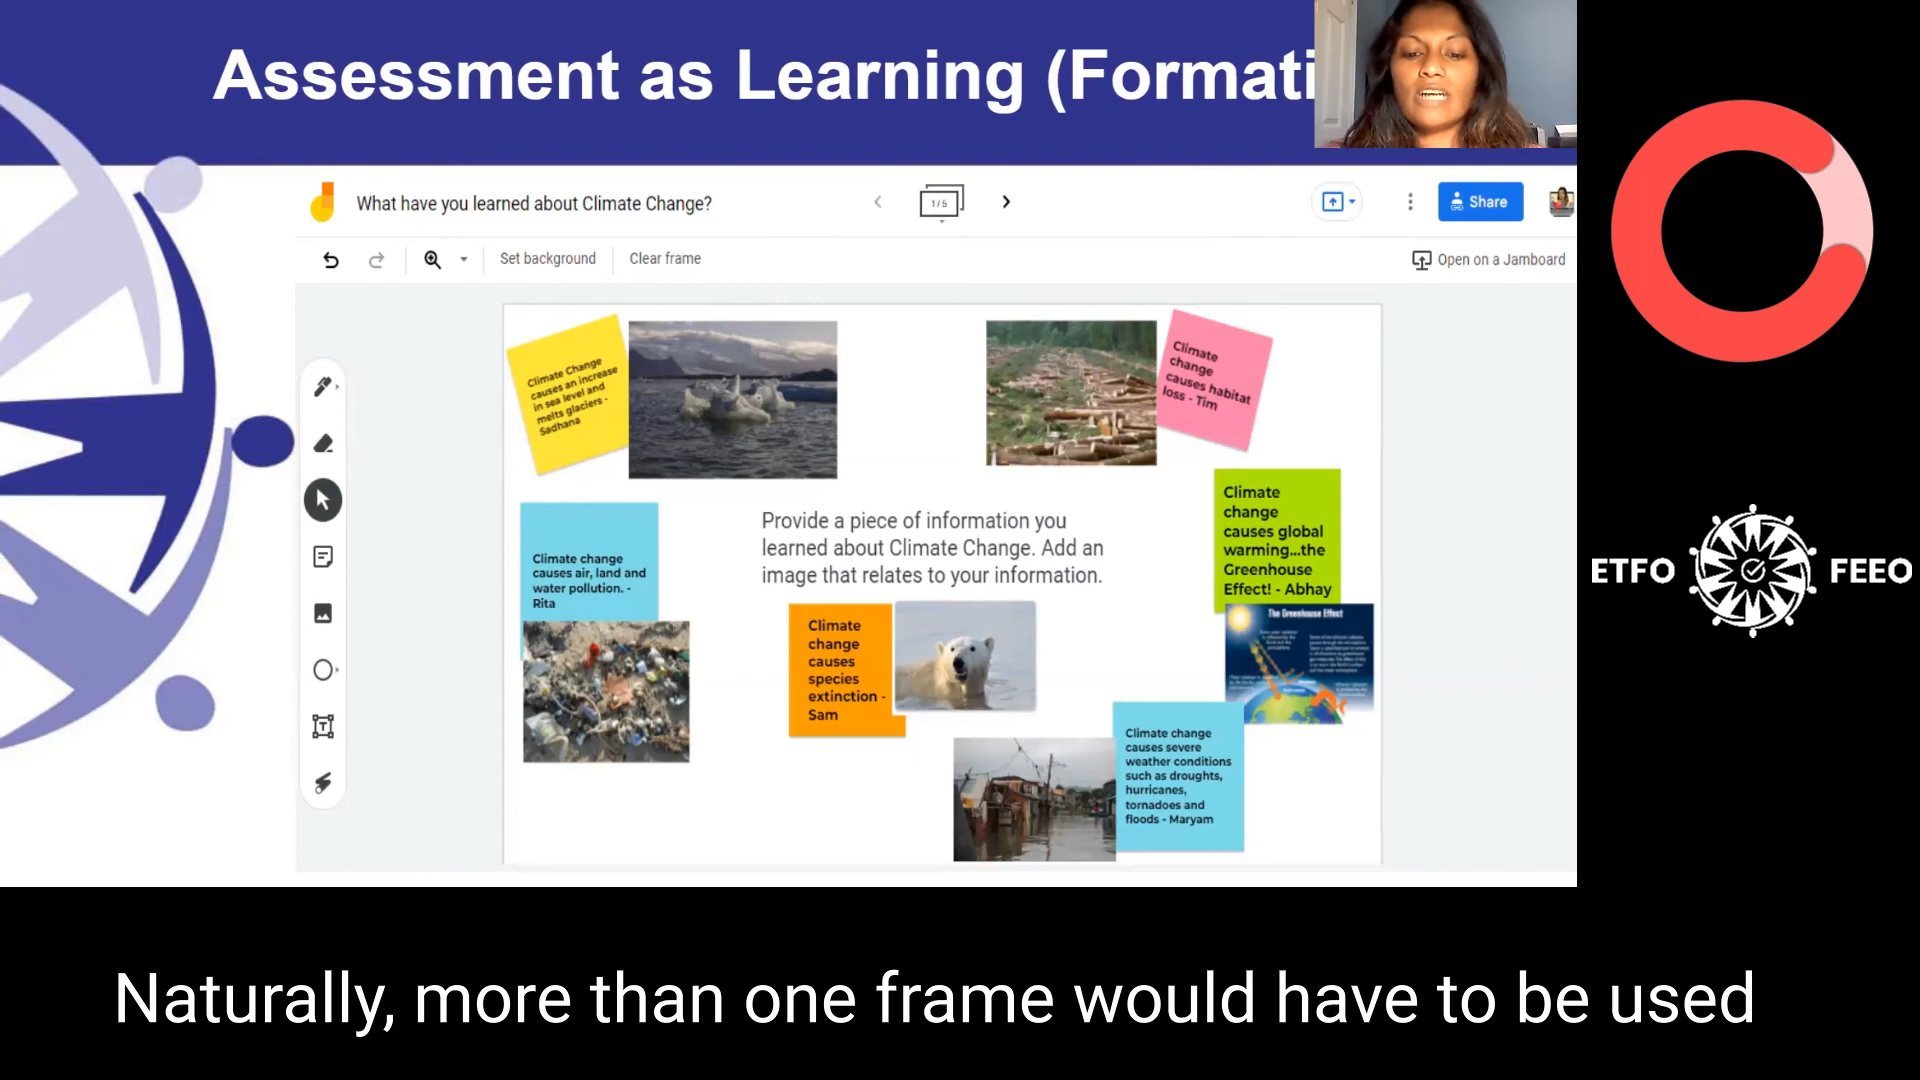 Assessment as Learning (Formati
What have you learned about Climate Change?
1/5
Share
Set background
Clear frame
Open on a Jamboard
Climate Change
causes an increase
in sea level and
melts glaciers -
Sadhana
Climate
change
causes habitat
loss - Tim
Climate
change
causes global
warming...the
Greenhouse
Effect! - Abhay
Provide a piece of information you
learned about Climate Change. Add an
image that relates to your information.
Climate change
causes air, land and
water pollution. -
Rita
Climate
change
causes
species
extinction -
Sam
The Greenhouse Effect
Climate change
causes severe
weather conditions
such as droughts,
hurricanes,
tornadoes and
floods - Maryam
ETFO
FEEO
Naturally, more than one frame would have to be used